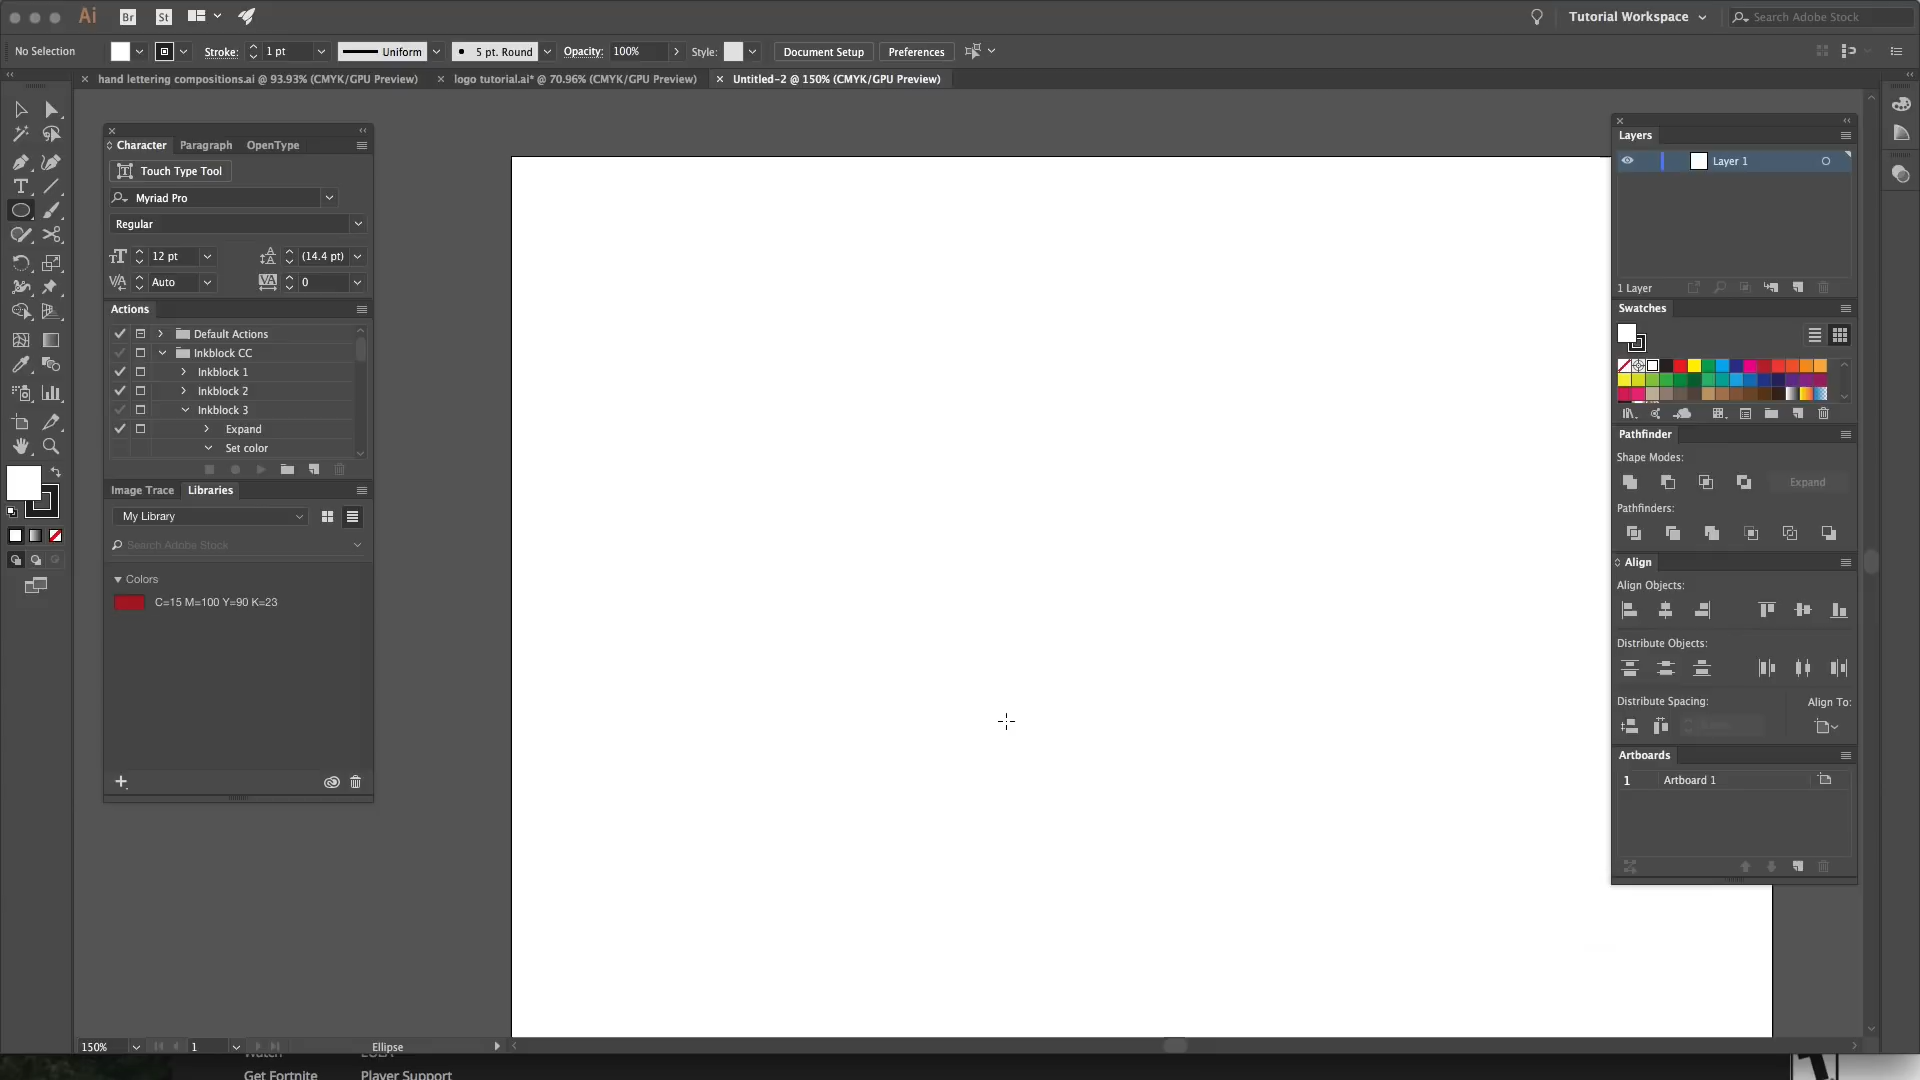 Ai Br St Tutorial Workspace Search Adobe Stock
No Selection Stroke: 1 pt Uniform 5 pt. Round Opacity: 100% Style: Document Setup Preferences
hand lettering compositions.ai @ 93.93% (CMYK/GPU Preview) logo tutorial.ai* @ 70.96% (CMYK/GPU Preview) Untitled-2 @ 150% (CMYK/GPU Preview)
Character Paragraph OpenType
Touch Type Tool
Myriad Pro
Regular
12 pt (14.4 pt)
Auto 0
Actions
Default Actions
Inkblock CC
Inkblock 1
Inkblock 2
Inkblock 3
Expand
Set color
Image Trace Libraries
My Library
Search Adobe Stock
Colors
C=15 M=100 Y=90 K=23
Layers
Layer 1
1 Layer
Swatches
Pathfinder
Shape Modes:
Expand
Pathfinders:
Align
Align Objects:
Distribute Objects:
Distribute Spacing: Align To:
Artboards
1 Artboard 1
150% 1 Ellipse
Get Fortnite Player Support